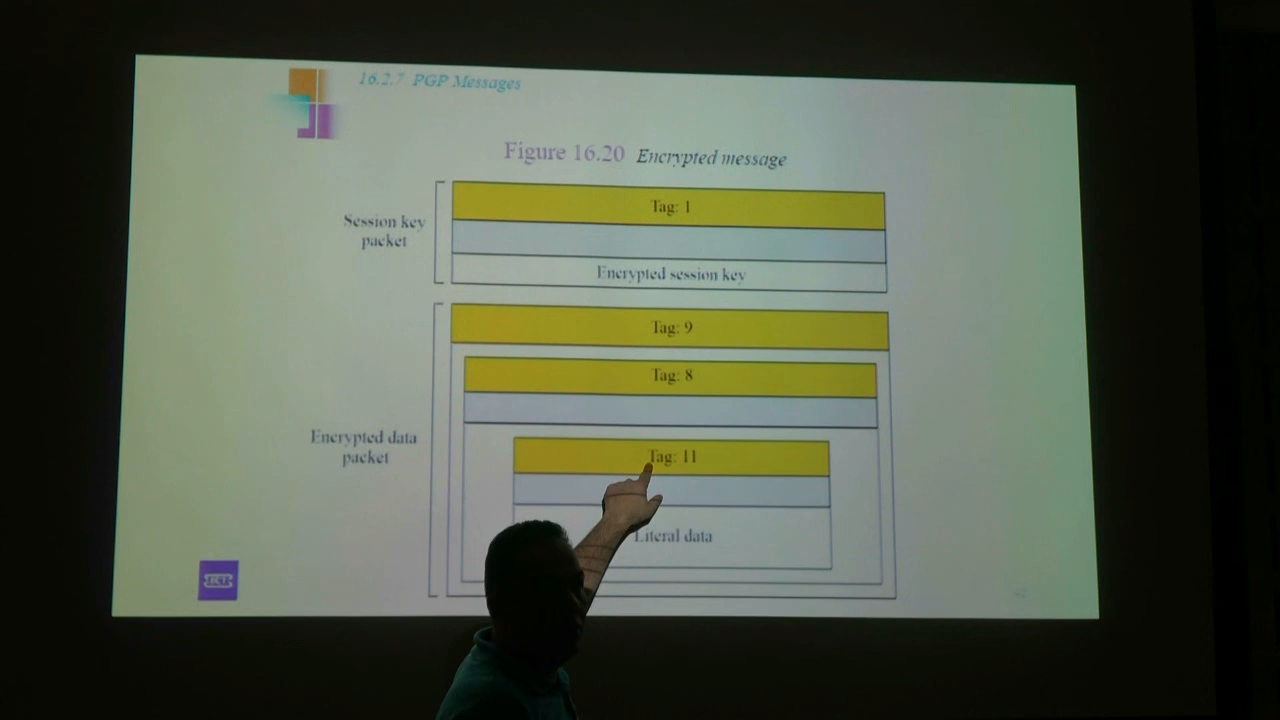 16.2.7 PGP Messages
Figure 16.20 Encrypted message
Session key
packet
Tag: 1
Encrypted session key
Encrypted data
packet
Tag: 9
Tag: 8
Tag: 11
Literal data